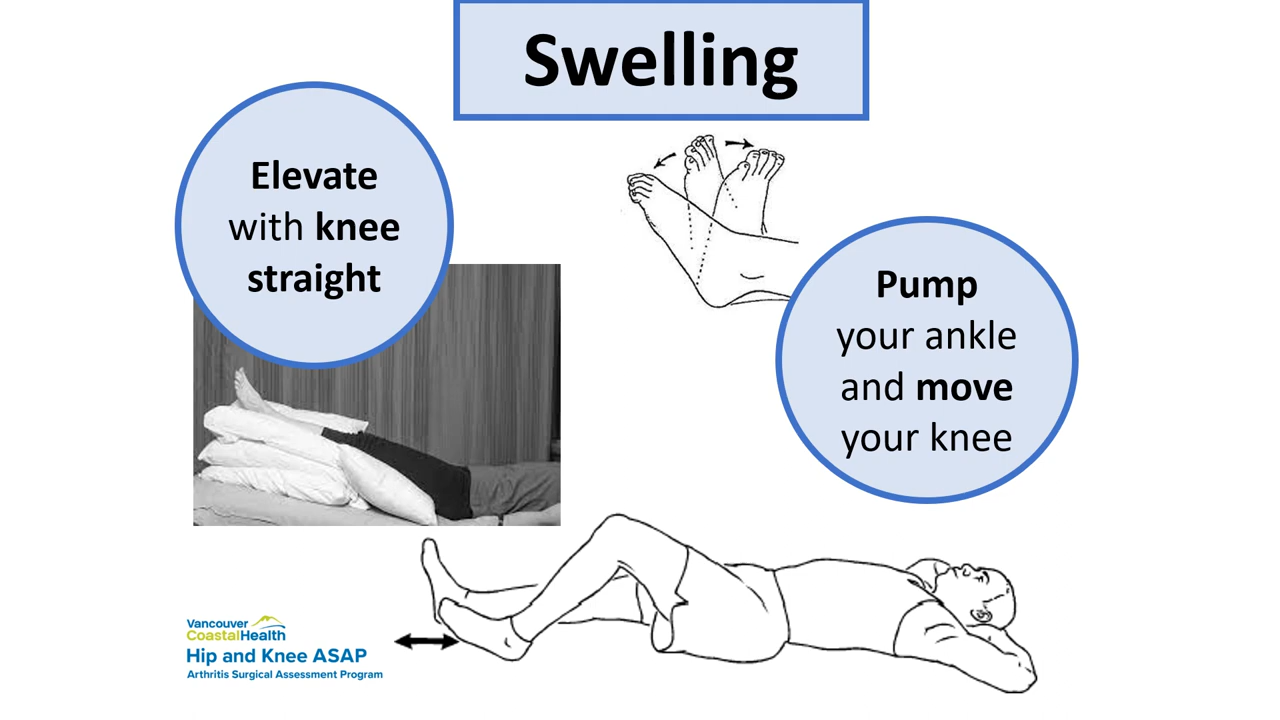 Swelling
Elevate
with knee
straight
Pump
your ankle
and move
your knee
Vancouver
CoastalHealth
Hip and Knee ASAP
Arthritis Surgical Assessment Program